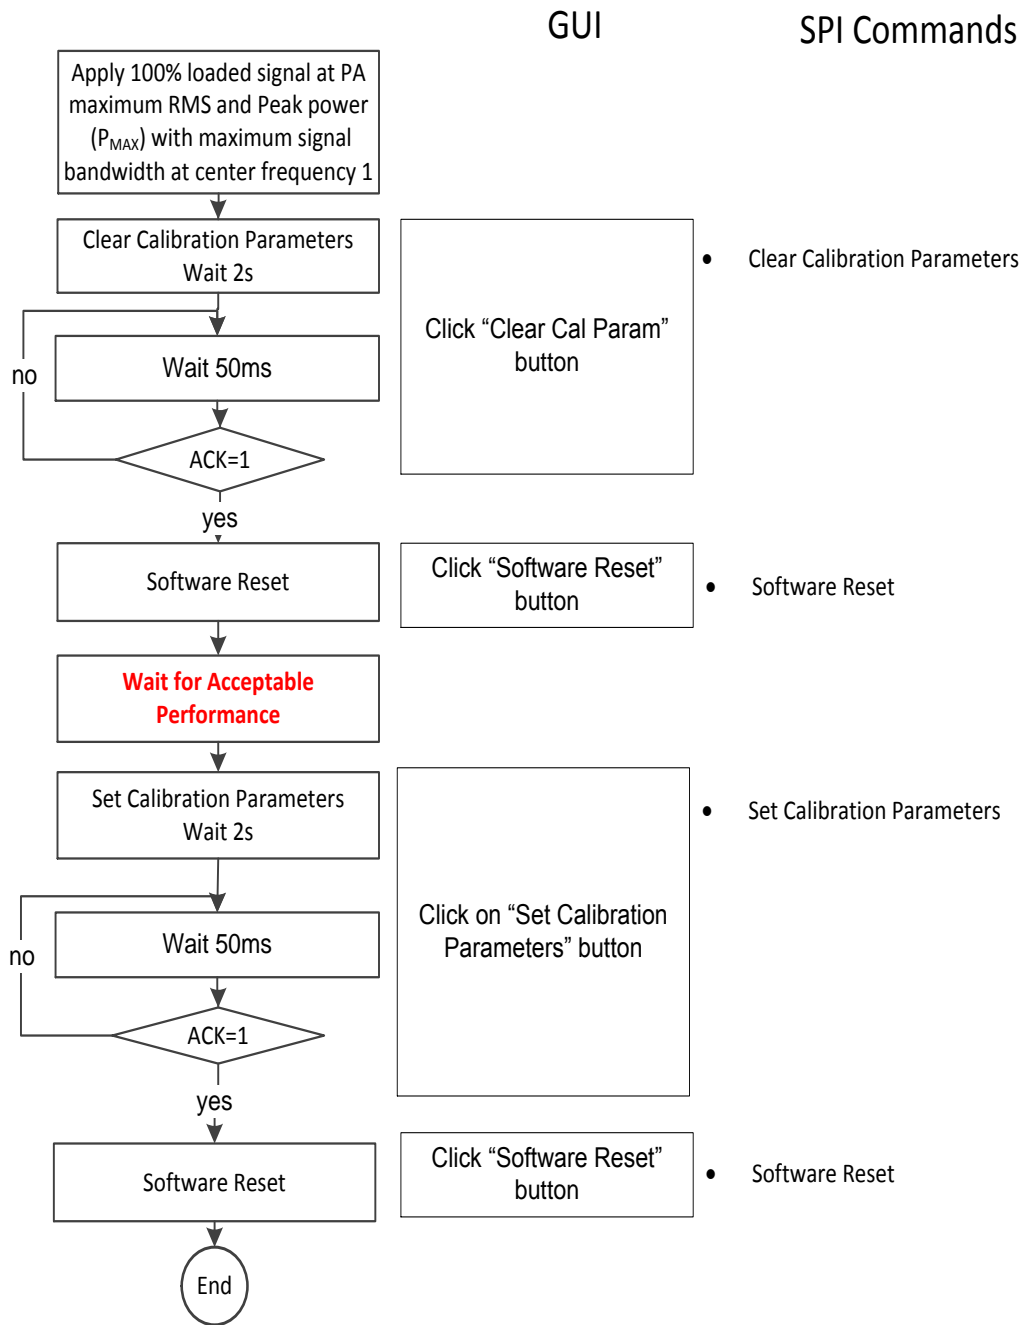 GUI
SPI Commands
Apply 100% loaded signal at PA
maximum RMS and Peak power
(PMAX) with maximum signal
bandwidth at center frequency 1
Clear Calibration Parameters
Wait 2s
Click “Clear Cal Param”
button
• Clear Calibration Parameters
no
Wait 50ms
ACK=1
yes
Software Reset
Click “Software Reset”
button
• Software Reset
Wait for Acceptable
Performance
Set Calibration Parameters
Wait 2s
Click on “Set Calibration
Parameters” button
• Set Calibration Parameters
no
Wait 50ms
ACK=1
yes
Software Reset
Click “Software Reset”
button
• Software Reset
End